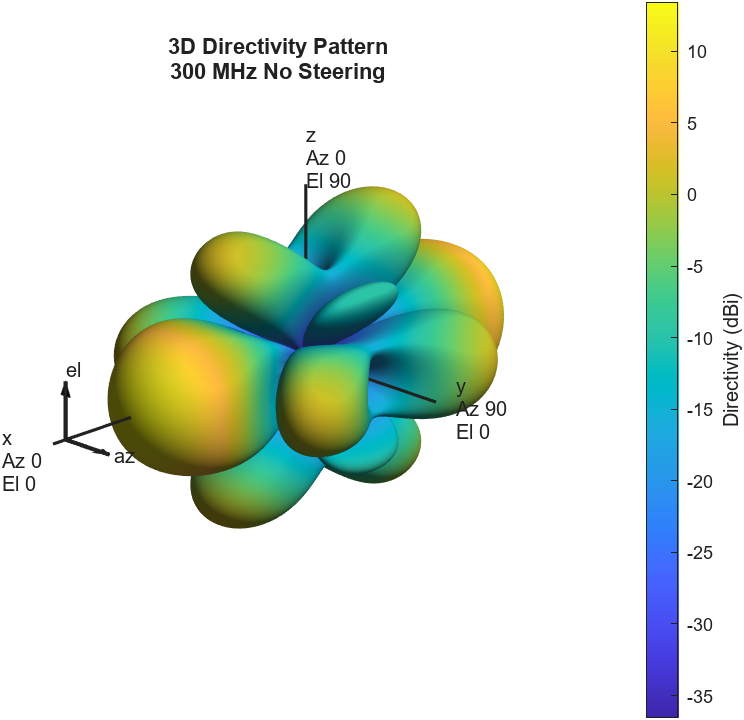 3D Directivity Pattern
300 MHz No Steering
z
Az 0
El 90
el
x
Az 0
El 0
az
y
Az 90
El 0
10
5
0
-5
-10
-15
-20
-25
-30
-35
Directivity (dBi)